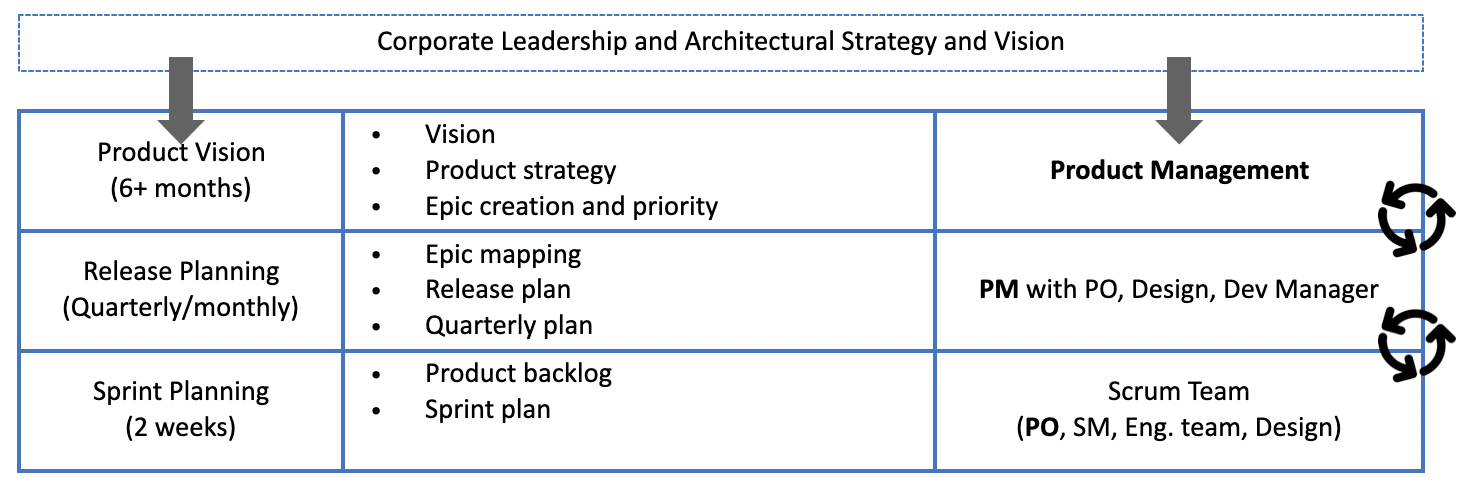 Corporate Leadership and Architectural Strategy and Vision
Product Vision
(6+ months)
• Vision
• Product strategy
• Epic creation and priority
Product Management
Release Planning
(Quarterly/monthly)
• Epic mapping
• Release plan
• Quarterly plan
PM with PO, Design, Dev Manager
Sprint Planning
(2 weeks)
• Product backlog
• Sprint plan
Scrum Team
(PO, SM, Eng. team, Design)